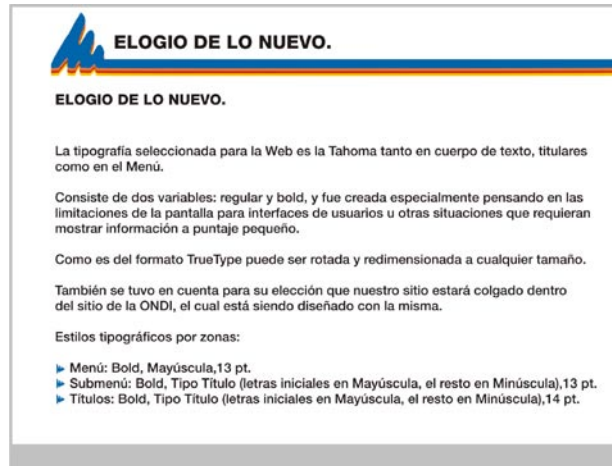 ELOGIO DE LO NUEVO.
ELOGIO DE LO NUEVO.
La tipografía seleccionada para la Web es la Tahoma tanto en cuerpo de texto, titulares
como en el Menú.
Consiste de dos variables: regular y bold, y fue creada especialmente pensando en las
limitaciones de la pantalla para interfaces de usuarios u otras situaciones que requieran
mostrar información a puntaje pequeño.
Como es del formato TrueType puede ser rotada y redimensionada a cualquier tamaño.
También se tuvo en cuenta para su elección que nuestro sitio estará colgado dentro
del sitio de la ONDI, el cual está siendo diseñado con la misma.
Estilos tipográficos por zonas:
Menú: Bold, Mayúscula,13 pt.
Submenú: Bold, Tipo Título (letras iniciales en Mayúscula, el resto en Minúscula),13 pt.
Títulos: Bold, Tipo Título (letras iniciales en Mayúscula, el resto en Minúscula),14 pt.